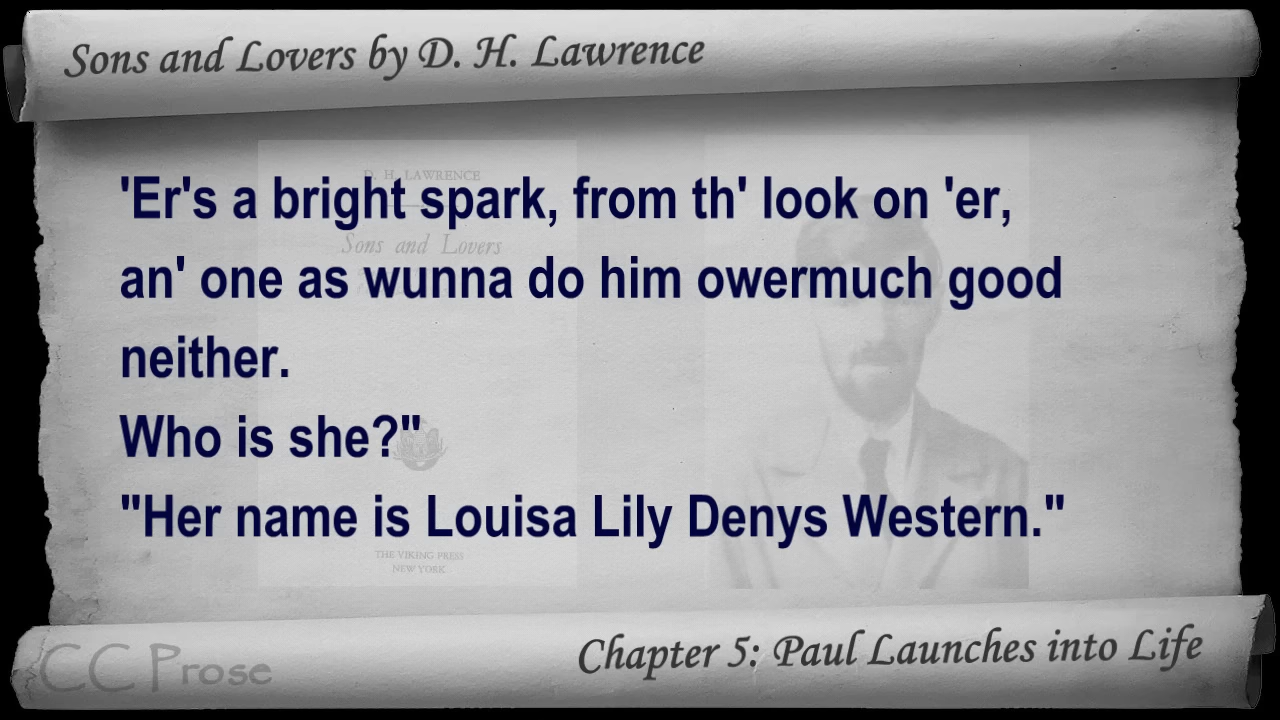 Sons and Lovers by D. H. Lawrence
D. H. LAWRENCE
'Er's a bright spark, from th' look on 'er,
Sons and Lovers
an' one as wunna do him owermuch good
neither.
Who is she?"
"Her name is Louisa Lily Denys Western."
THE VIKING PRESS
NEW YORK
Chapter 5: Paul Launches into Life
CC Prose